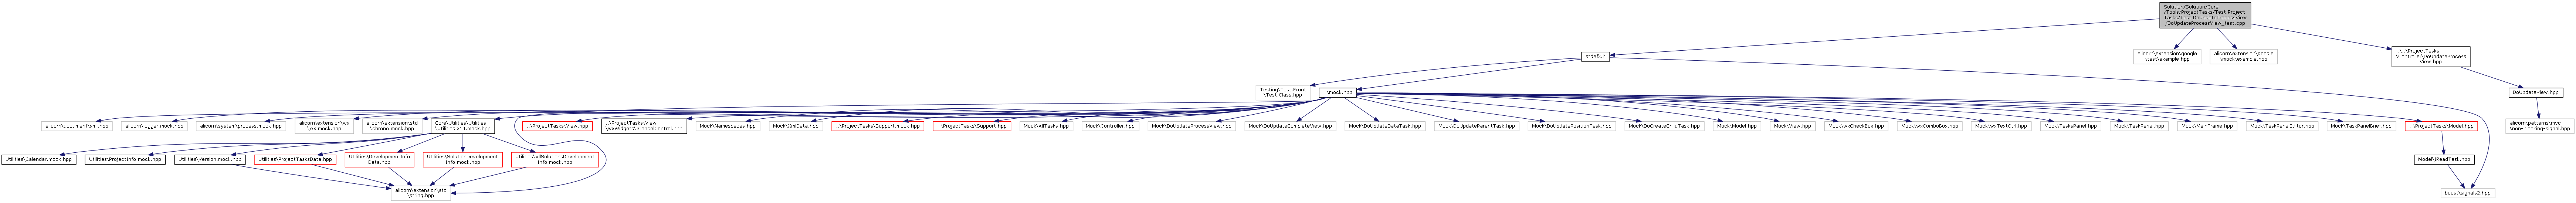 Solution/Solution/Core
/Tools/ProjectTasks/Test.Project
Tasks/Test.DoUpdateProcessView
/DoUpdateProcessView_test.cpp
stdafx.h
alicorn\extension\google
\test\example.hpp
alicorn\extension\google
\mock\example.hpp
..\..\ProjectTasks
\Controller\DoUpdateProcess
View.hpp
Testing\Test.Front
\Test.Class.hpp
..\mock.hpp
DoUpdateView.hpp
alicorn\document\xml.hpp
alicorn\logger.mock.hpp
alicorn\system\process.mock.hpp
alicorn\extension\wx
\wx.mock.hpp
alicorn\extension\std
\chrono.mock.hpp
Core\Utilities\Utilities
\Utilities.x64.mock.hpp
..\ProjectTasks\View.hpp
..\ProjectTasks\View
\wxWidgets\ICancelControl.hpp
Mock\Namespaces.hpp
Mock\XmlData.hpp
..\ProjectTasks\Support.mock.hpp
..\ProjectTasks\Support.hpp
Mock\AllTasks.hpp
Mock\Controller.hpp
Mock\DoUpdateProcessView.hpp
Mock\DoUpdateCompleteView.hpp
Mock\DoUpdateDataTask.hpp
Mock\DoUpdateParentTask.hpp
Mock\DoUpdatePositionTask.hpp
Mock\DoCreateChildTask.hpp
Mock\Model.hpp
Mock\View.hpp
Mock\wxCheckBox.hpp
Mock\wxComboBox.hpp
Mock\wxTextCtrl.hpp
Mock\TasksPanel.hpp
Mock\TaskPanel.hpp
Mock\MainFrame.hpp
Mock\TaskPanelEditor.hpp
Mock\TaskPanelBrief.hpp
..\ProjectTasks\Model.hpp
alicorn\patterns\mvc
\non-blocking-signal.hpp
Utilities\Calendar.mock.hpp
Utilities\ProjectInfo.mock.hpp
Utilities\Version.mock.hpp
Utilities\ProjectTasksData.hpp
Utilities\DevelopmentInfo
Data.hpp
Utilities\SolutionDevelopment
Info.mock.hpp
Utilities\AllSolutionsDevelopment
Info.mock.hpp
Model\IReadTask.hpp
alicorn\extension\std
\string.hpp
boost\signals2.hpp